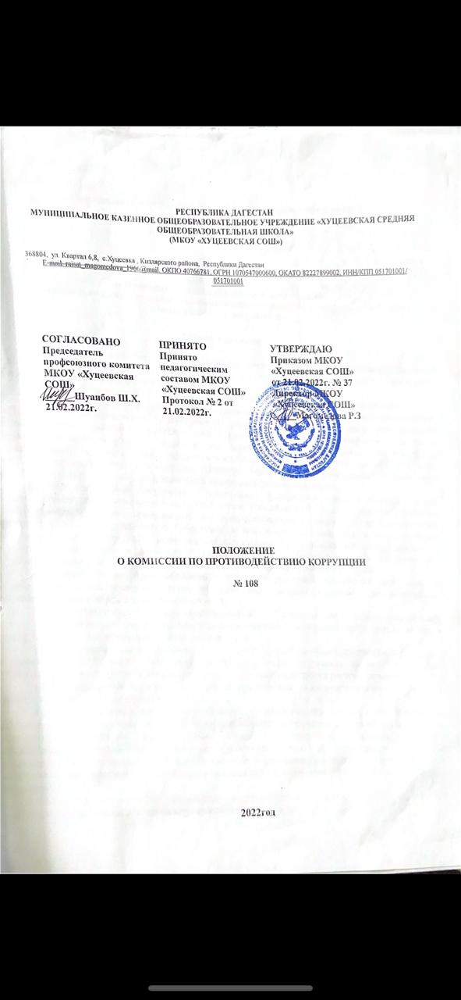 РЕСПУБЛИКА ДАГЕСТАН
МУНИЦИПАЛЬНОЕ КАЗЕННОЕ ОБЩЕОБРАЗОВАТЕЛЬНОЕ УЧРЕЖДЕНИЕ «ХУЦЕЕВСКАЯ СРЕДНЯЯ
ОБЩЕОБРАЗОВАТЕЛЬНАЯ ШКОЛА»
(МКОУ «ХУЦЕЕВСКАЯ СОШ»)
368804, ул. Квартал 6,8, с.Хуцеевка , Кизлярского района, Республики Дагестан
E-mail: raisat_magomedova_1966@mail, ОКПО 40766781, ОГРН 1070547000600, ОКАТО 82227899002, ИНН/КПП 051701001/
051701001
СОГЛАСОВАНО
Председатель
профсоюзного комитета
МКОУ «Хуцеевская
СОШ»
Шуаибов Ш.Х.
21.02.2022г.
ПРИНЯТО
Принято
педагогическим
составом МКОУ
«Хуцеевская СОШ»
Протокол № 2 от
21.02.2022г.
УТВЕРЖДАЮ
Приказом МКОУ
«Хуцеевская СОШ»
от 21.02.2022г. № 37
Директор МКОУ
«Хуцеевская СОШ»
Магомедова Р.З
ПОЛОЖЕНИЕ
О КОМИССИИ ПО ПРОТИВОДЕЙСТВИЮ КОРРУПЦИИ
№ 108
2022год